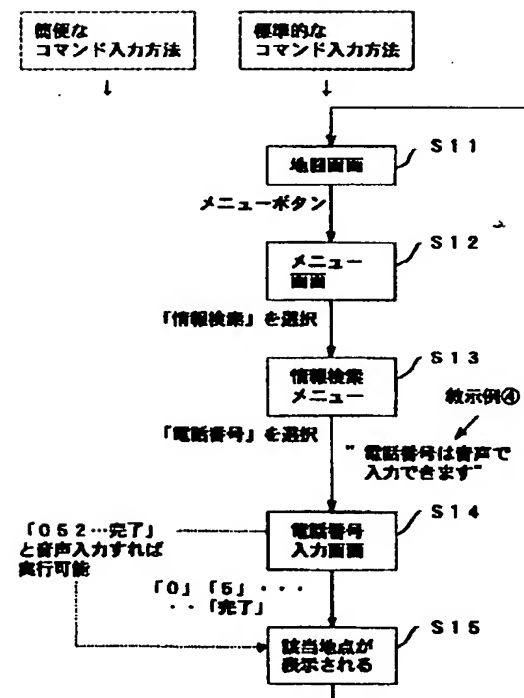 簡便な
コマンド入力方法
標準的な
コマンド入力方法
↓
↓
S11
地図画面
メニューボタン
S12
メニュー
画面
「情報検索」を選択
S13
情報検索
メニュー
教示例④
「電話番号」を選択
"電話番号は音声で
入力できます"
S14
電話番号
入力画面
「052…完了」
と音声入力すれば
実行可能
「0」「5」・・・
・・「完了」
S15
該当地点が
表示される